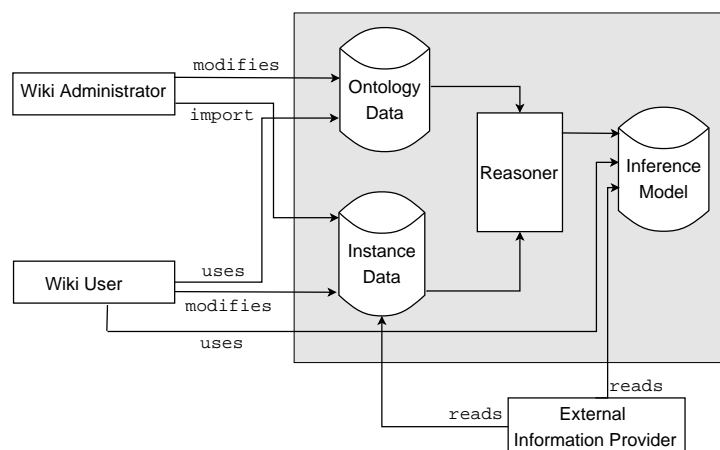 modifies
Wiki Administrator
import
Ontology
Data
Reasoner
Inference
Model
Instance
Data
uses
Wiki User
modifies
uses
reads
reads
External
Information Provider